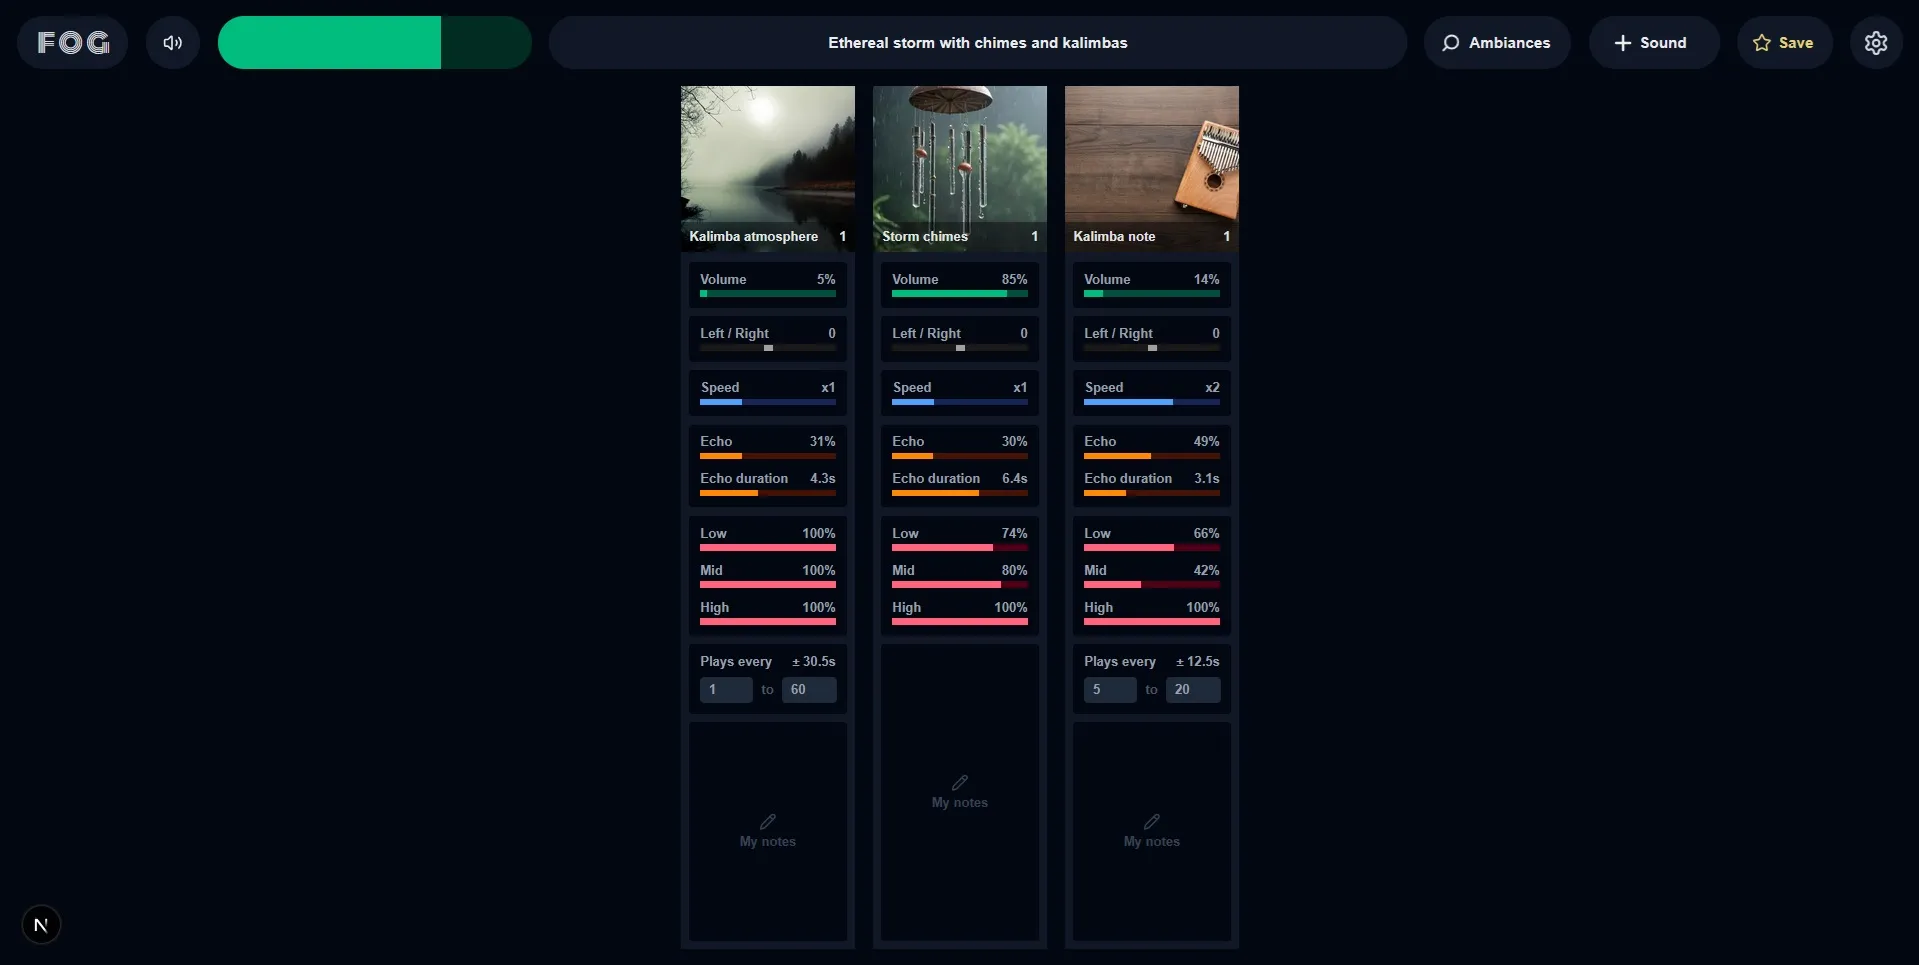 FOG
Ethereal storm with chimes and kalimbas
Ambiances
Sound
Save
Kalimba atmosphere 1
Volume 5%
Left / Right 0
Speed x1
Echo 31%
Echo duration 4.3s
Low 100%
Mid 100%
High 100%
Plays every ± 30.5s
1 to 60
My notes
Storm chimes 1
Volume 85%
Left / Right 0
Speed x1
Echo 30%
Echo duration 6.4s
Low 74%
Mid 80%
High 100%
My notes
Kalimba note 1
Volume 14%
Left / Right 0
Speed x2
Echo 49%
Echo duration 3.1s
Low 66%
Mid 42%
High 100%
Plays every ± 12.5s
5 to 20
My notes
N